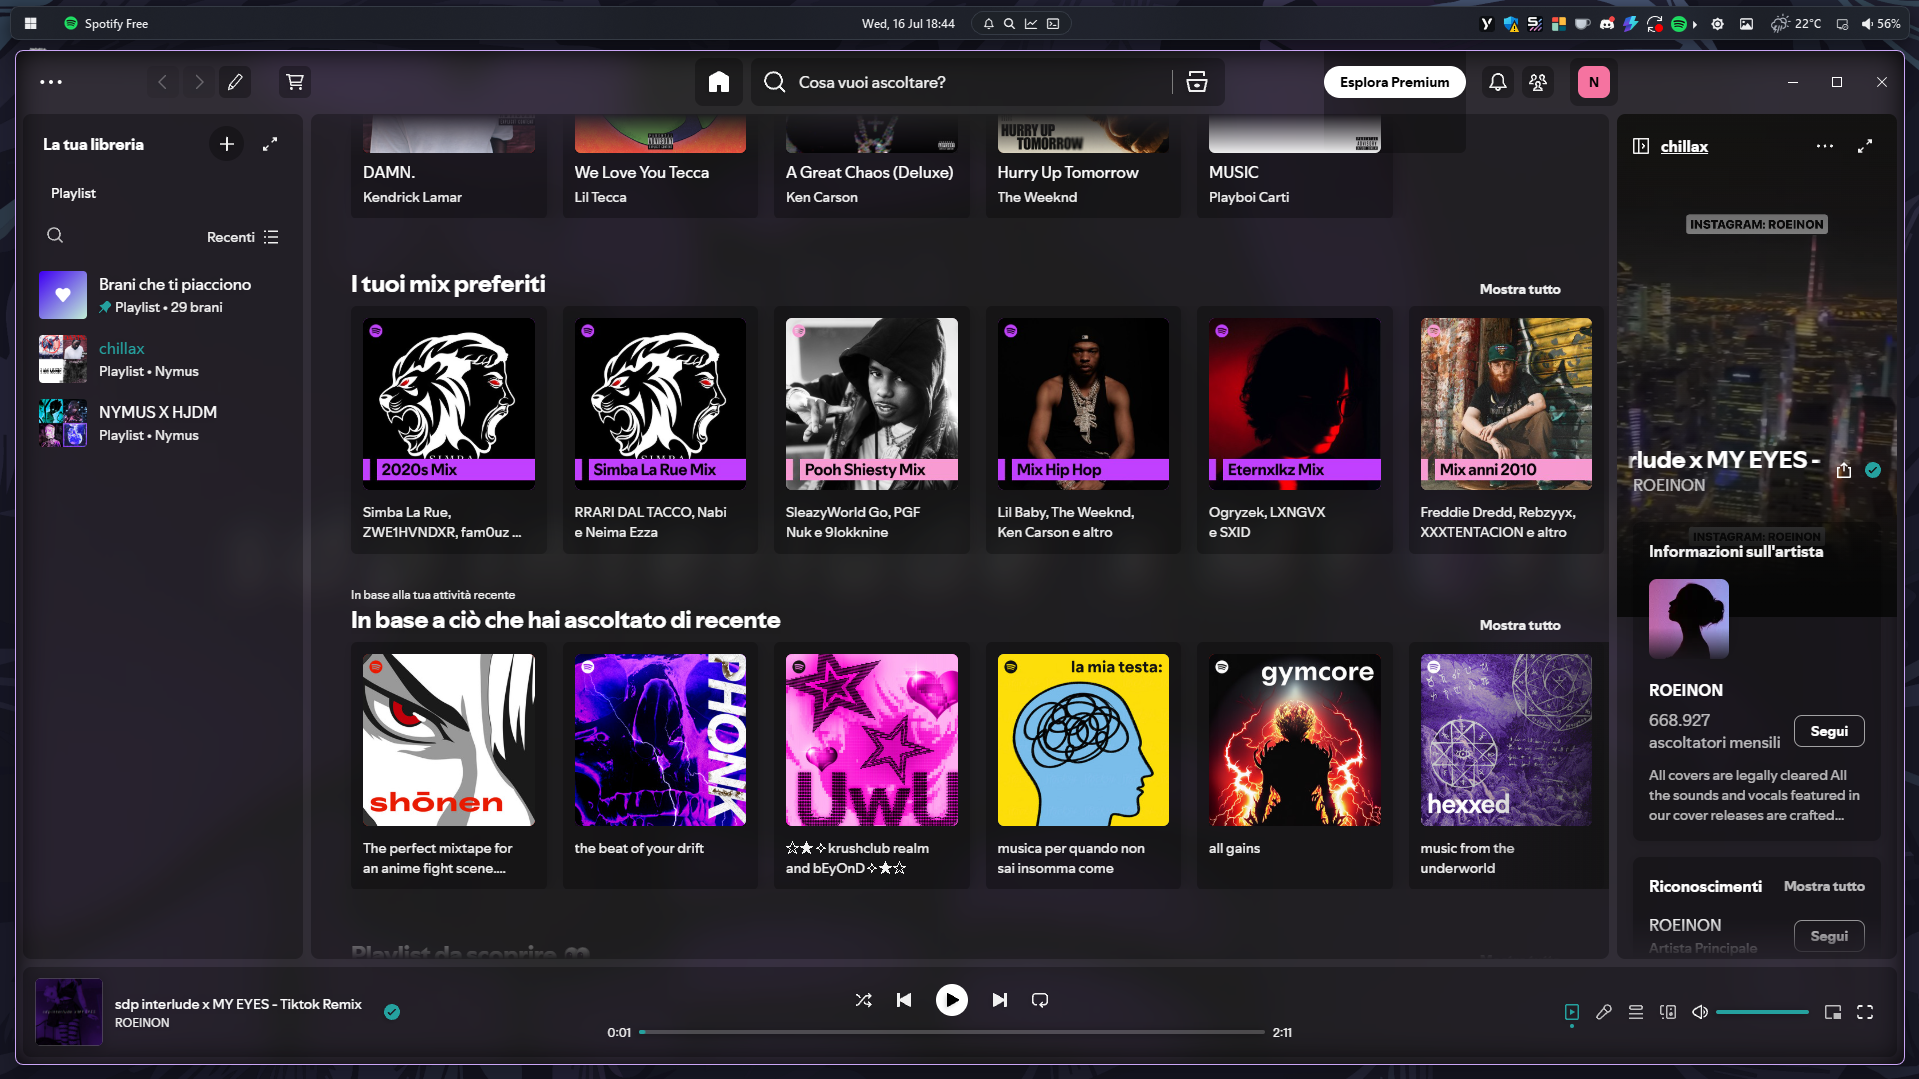 Spotify Free
Wed, 16 Jul 18:44
22°C
56%
Cosa vuoi ascoltare?
Esplora Premium
N
La tua libreria
Playlist
Recenti
Brani che ti piacciono
Playlist • 29 brani
chillax
Playlist • Nymus
NYMUS X HJDM
Playlist • Nymus
HURRY UP
TOMORROW
DAMN.
Kendrick Lamar
We Love You Tecca
Lil Tecca
A Great Chaos (Deluxe)
Ken Carson
Hurry Up Tomorrow
The Weeknd
MUSIC
Playboi Carti
I tuoi mix preferiti
Mostra tutto
2020s Mix
Simba La Rue Mix
Pooh Shiesty Mix
Mix Hip Hop
Eternxlkz Mix
Mix anni 2010
Simba La Rue,
ZWE1HVNDXR, fam0uz ...
RRARI DAL TACCO, Nabi
e Neima Ezza
SleazyWorld Go, PGF
Nuk e 9lokknine
Lil Baby, The Weeknd,
Ken Carson e altro
Ogryzek, LXNGVX
e SXID
Freddie Dredd, Rebzyyx,
XXXTENTACION e altro
In base alla tua attività recente
In base a ciò che hai ascoltato di recente
Mostra tutto
shōnen
PHONK
UwU
la mia testa:
gymcore
hexxed
The perfect mixtape for
an anime fight scene....
the beat of your drift
☆★✧krushclub realm
and bEyOnD✧★☆
musica per quando non
sai insomma come
all gains
music from the
underworld
Playlist da scoprire
chillax
INSTAGRAM: ROEINON
rlude x MY EYES -
ROEINON
INSTAGRAM: ROEINON
Informazioni sull'artista
ROEINON
668.927
ascoltatori mensili
Segui
All covers are legally cleared All
the sounds and vocals featured in
our cover releases are crafted...
Riconoscimenti
Mostra tutto
ROEINON
Artista Principale
Segui
sdp interlude x MY EYES - Tiktok Remix
ROEINON
0:01
2:11